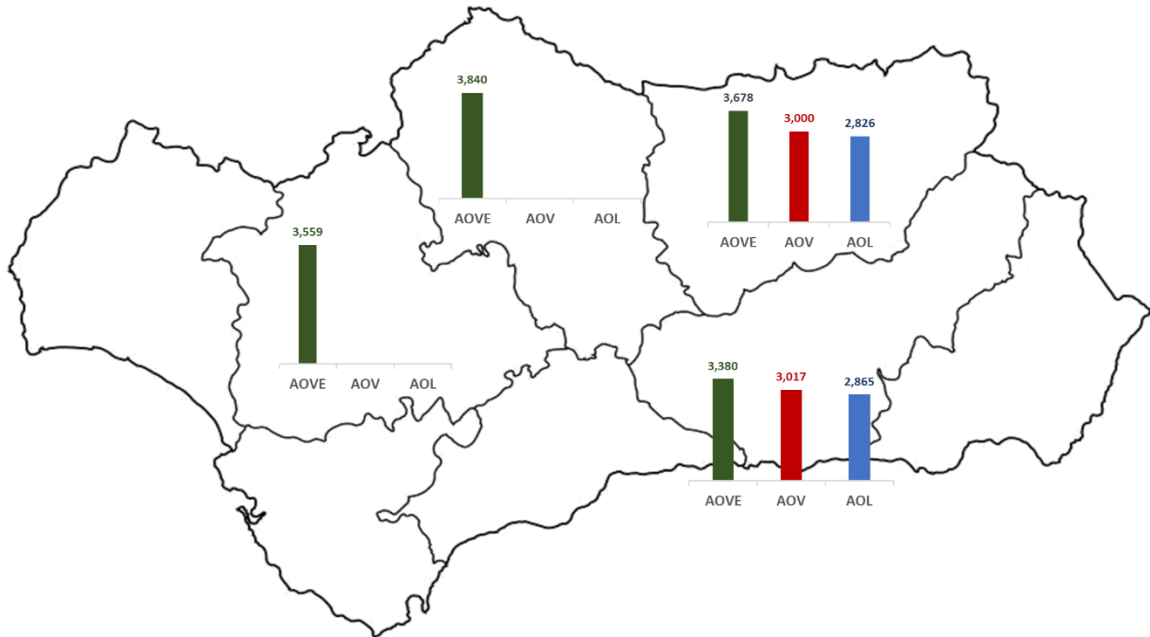 3,840
AOVE AOV AOL
3,678
3,000
2,826
AOVE AOV AOL
3,559
AOVE AOV AOL
3,380
3,017
2,865
AOVE AOV AOL